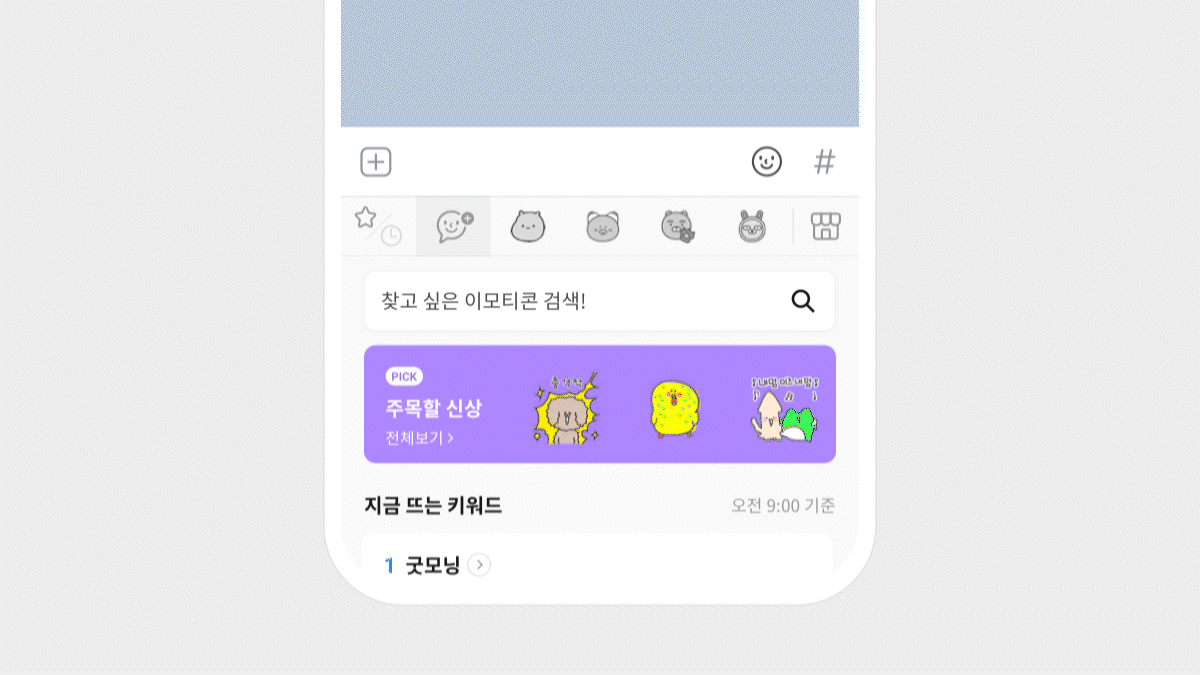 #
찾고 싶은 이모티콘 검색!
PICK
주목할 신상
전체보기 >
지금 뜨는 키워드
오전 9:00 기준
1 굿모닝 >